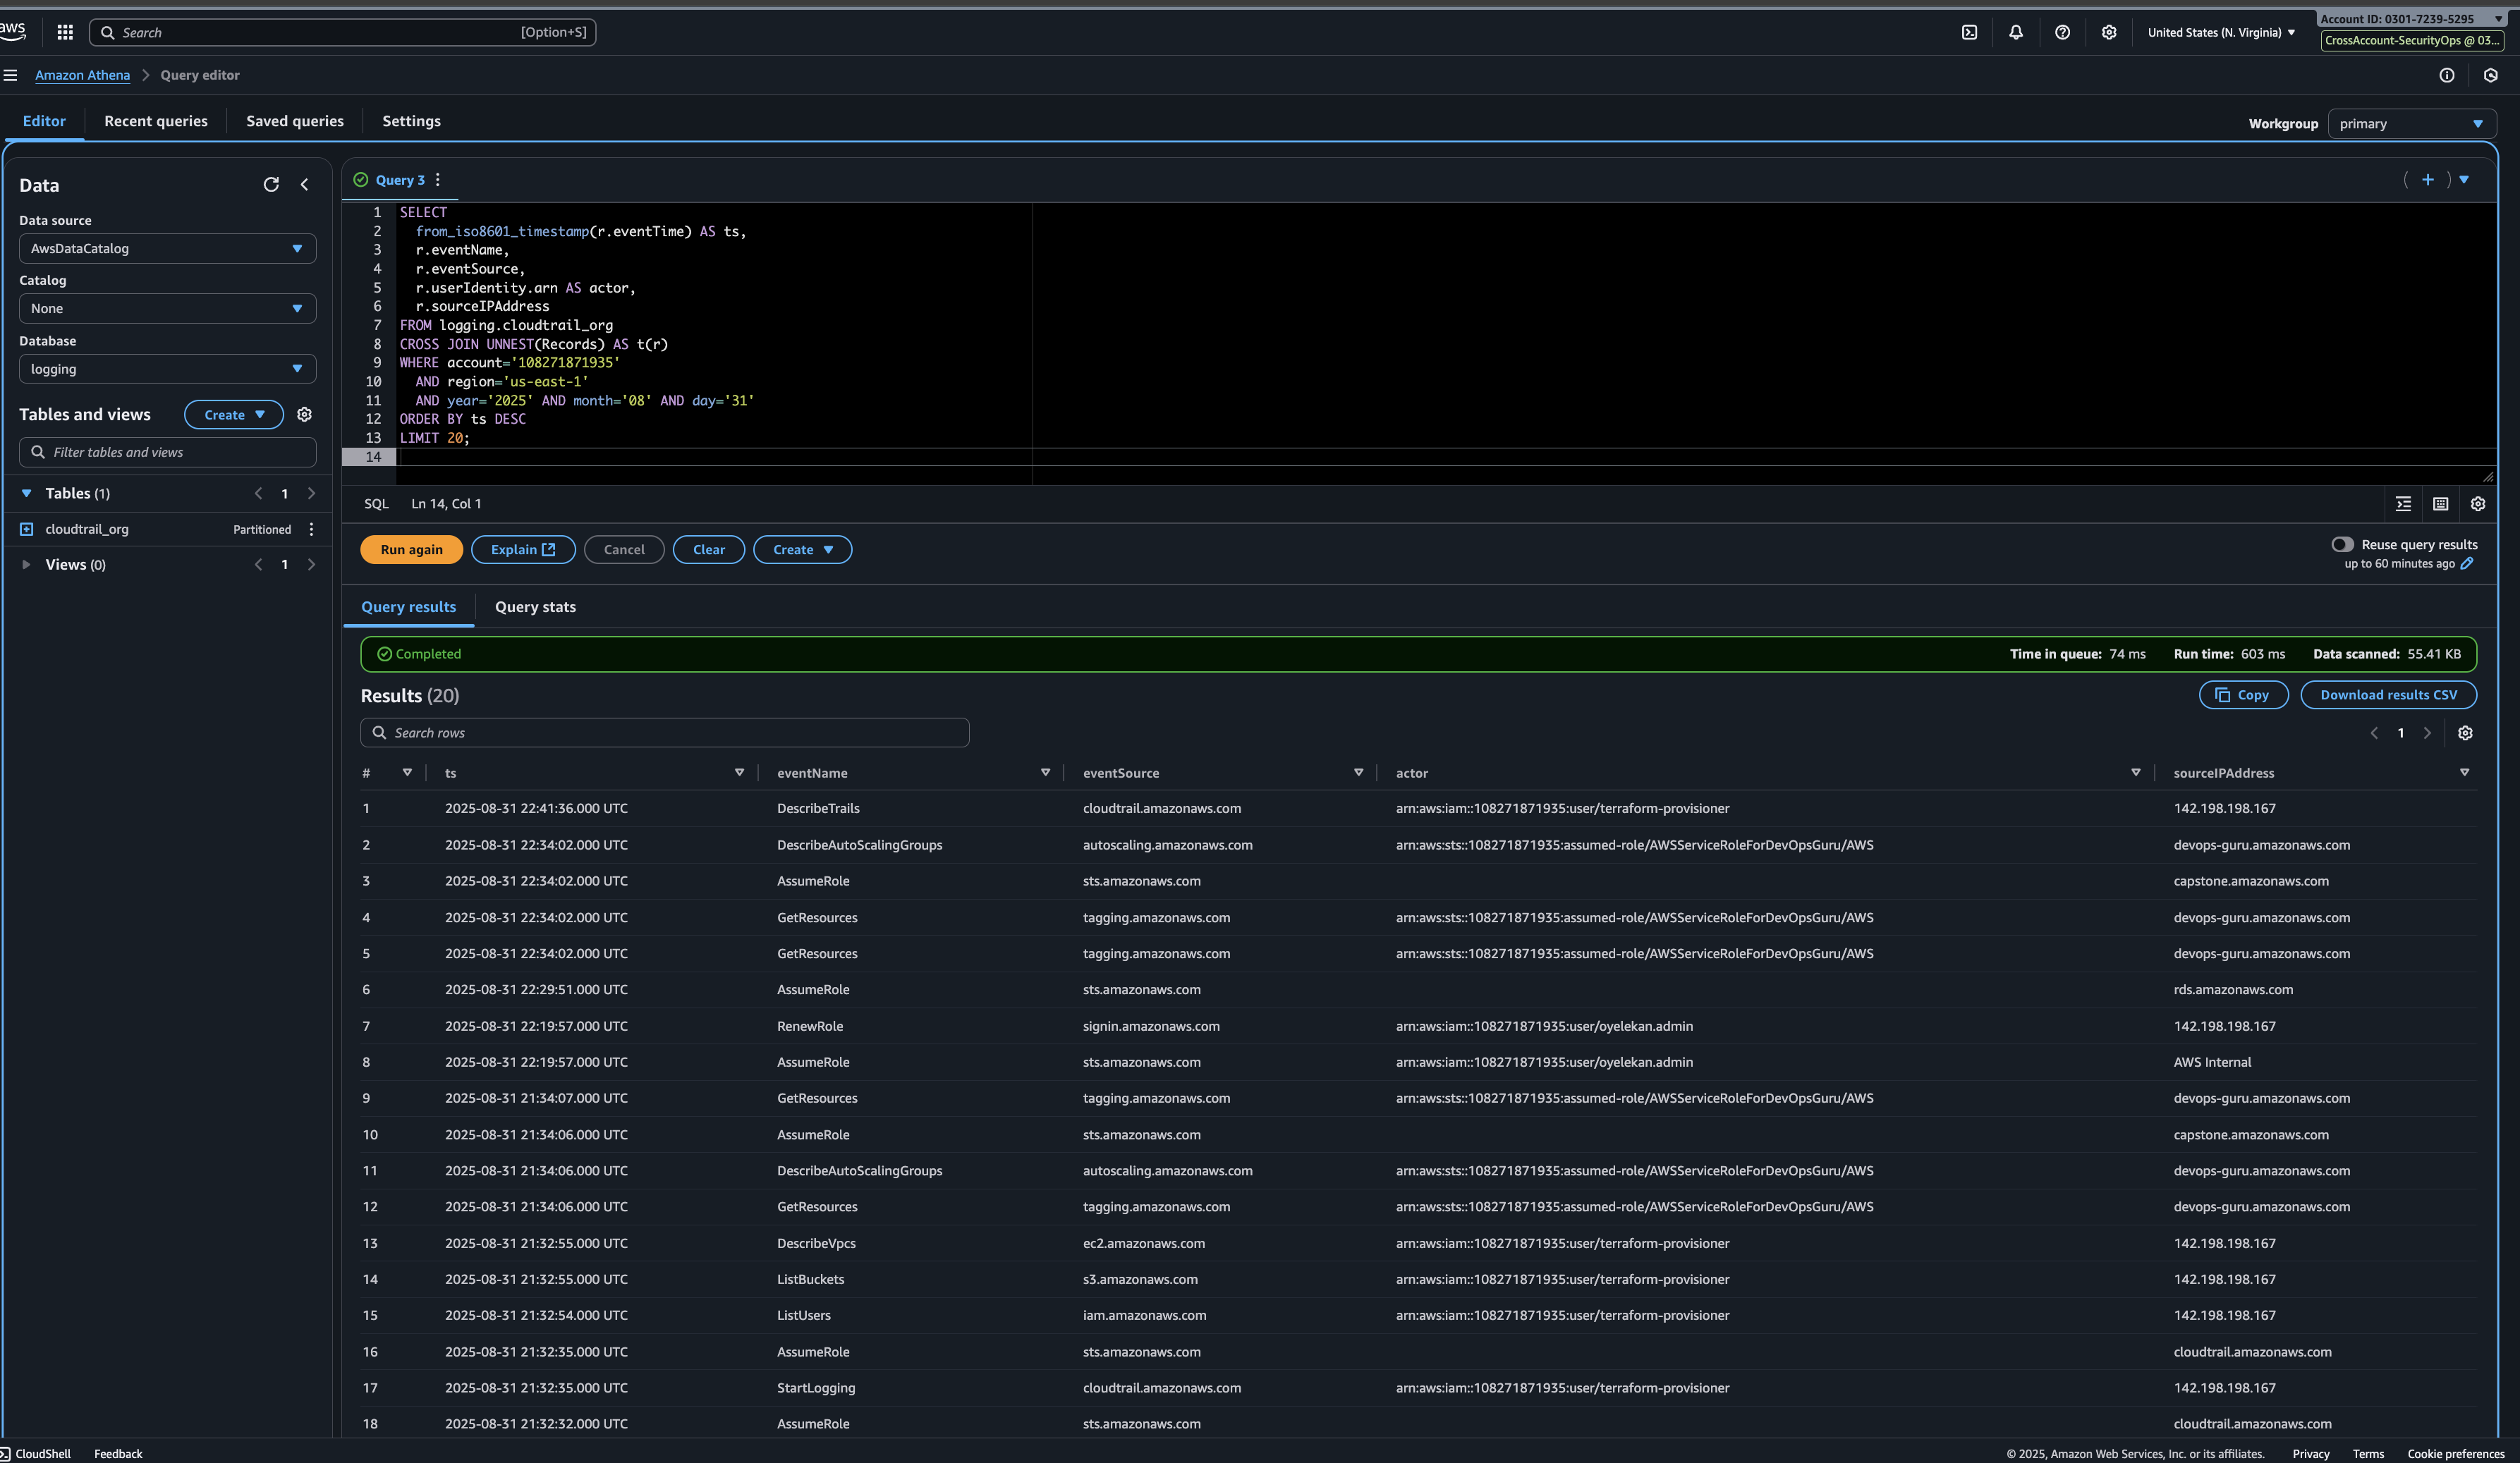 aws
Search [Option+S]
United States (N. Virginia)
Account ID: 0301-7239-5295
CrossAccount-SecurityOps @ 03...
Amazon Athena
Query editor
Editor
Recent queries
Saved queries
Settings
Workgroup
primary
Data
Data source
AwsDataCatalog
Catalog
None
Database
logging
Tables and views
Create
Filter tables and views
Tables (1)
1
cloudtrail_org
Partitioned
Views (0)
1
Query 3
1 SELECT
2 from_iso8601_timestamp(r.eventTime) AS ts,
3 r.eventName,
4 r.eventSource,
5 r.userIdentity.arn AS actor,
6 r.sourceIPAddress
7 FROM logging.cloudtrail_org
8 CROSS JOIN UNNEST(Records) AS t(r)
9 WHERE account='108271871935'
10 AND region='us-east-1'
11 AND year='2025' AND month='08' AND day='31'
12 ORDER BY ts DESC
13 LIMIT 20;
14
SQL
Ln 14, Col 1
Run again
Explain
Cancel
Clear
Create
Reuse query results
up to 60 minutes ago
Query results
Query stats
Completed
Time in queue: 74 ms
Run time: 603 ms
Data scanned: 55.41 KB
Results (20)
Copy
Download results CSV
Search rows
1
# ts eventName eventSource actor sourceIPAddress
1 2025-08-31 22:41:36.000 UTC DescribeTrails cloudtrail.amazonaws.com arn:aws:iam::108271871935:user/terraform-provisioner 142.198.198.167
2 2025-08-31 22:34:02.000 UTC DescribeAutoScalingGroups autoscaling.amazonaws.com arn:aws:sts::108271871935:assumed-role/AWSServiceRoleForDevOpsGuru/AWS devops-guru.amazonaws.com
3 2025-08-31 22:34:02.000 UTC AssumeRole sts.amazonaws.com capstone.amazonaws.com
4 2025-08-31 22:34:02.000 UTC GetResources tagging.amazonaws.com arn:aws:sts::108271871935:assumed-role/AWSServiceRoleForDevOpsGuru/AWS devops-guru.amazonaws.com
5 2025-08-31 22:34:02.000 UTC GetResources tagging.amazonaws.com arn:aws:sts::108271871935:assumed-role/AWSServiceRoleForDevOpsGuru/AWS devops-guru.amazonaws.com
6 2025-08-31 22:29:51.000 UTC AssumeRole sts.amazonaws.com rds.amazonaws.com
7 2025-08-31 22:19:57.000 UTC RenewRole signin.amazonaws.com arn:aws:iam::108271871935:user/oyelekan.admin 142.198.198.167
8 2025-08-31 22:19:57.000 UTC AssumeRole sts.amazonaws.com arn:aws:iam::108271871935:user/oyelekan.admin AWS Internal
9 2025-08-31 21:34:07.000 UTC GetResources tagging.amazonaws.com arn:aws:sts::108271871935:assumed-role/AWSServiceRoleForDevOpsGuru/AWS devops-guru.amazonaws.com
10 2025-08-31 21:34:06.000 UTC AssumeRole sts.amazonaws.com capstone.amazonaws.com
11 2025-08-31 21:34:06.000 UTC DescribeAutoScalingGroups autoscaling.amazonaws.com arn:aws:sts::108271871935:assumed-role/AWSServiceRoleForDevOpsGuru/AWS devops-guru.amazonaws.com
12 2025-08-31 21:34:06.000 UTC GetResources tagging.amazonaws.com arn:aws:sts::108271871935:assumed-role/AWSServiceRoleForDevOpsGuru/AWS devops-guru.amazonaws.com
13 2025-08-31 21:32:55.000 UTC DescribeVpcs ec2.amazonaws.com arn:aws:iam::108271871935:user/terraform-provisioner 142.198.198.167
14 2025-08-31 21:32:55.000 UTC ListBuckets s3.amazonaws.com arn:aws:iam::108271871935:user/terraform-provisioner 142.198.198.167
15 2025-08-31 21:32:54.000 UTC ListUsers iam.amazonaws.com arn:aws:iam::108271871935:user/terraform-provisioner 142.198.198.167
16 2025-08-31 21:32:35.000 UTC AssumeRole sts.amazonaws.com cloudtrail.amazonaws.com
17 2025-08-31 21:32:35.000 UTC StartLogging cloudtrail.amazonaws.com arn:aws:iam::108271871935:user/terraform-provisioner 142.198.198.167
18 2025-08-31 21:32:32.000 UTC AssumeRole sts.amazonaws.com cloudtrail.amazonaws.com
CloudShell
Feedback
© 2025, Amazon Web Services, Inc. or its affiliates.
Privacy
Terms
Cookie preferences